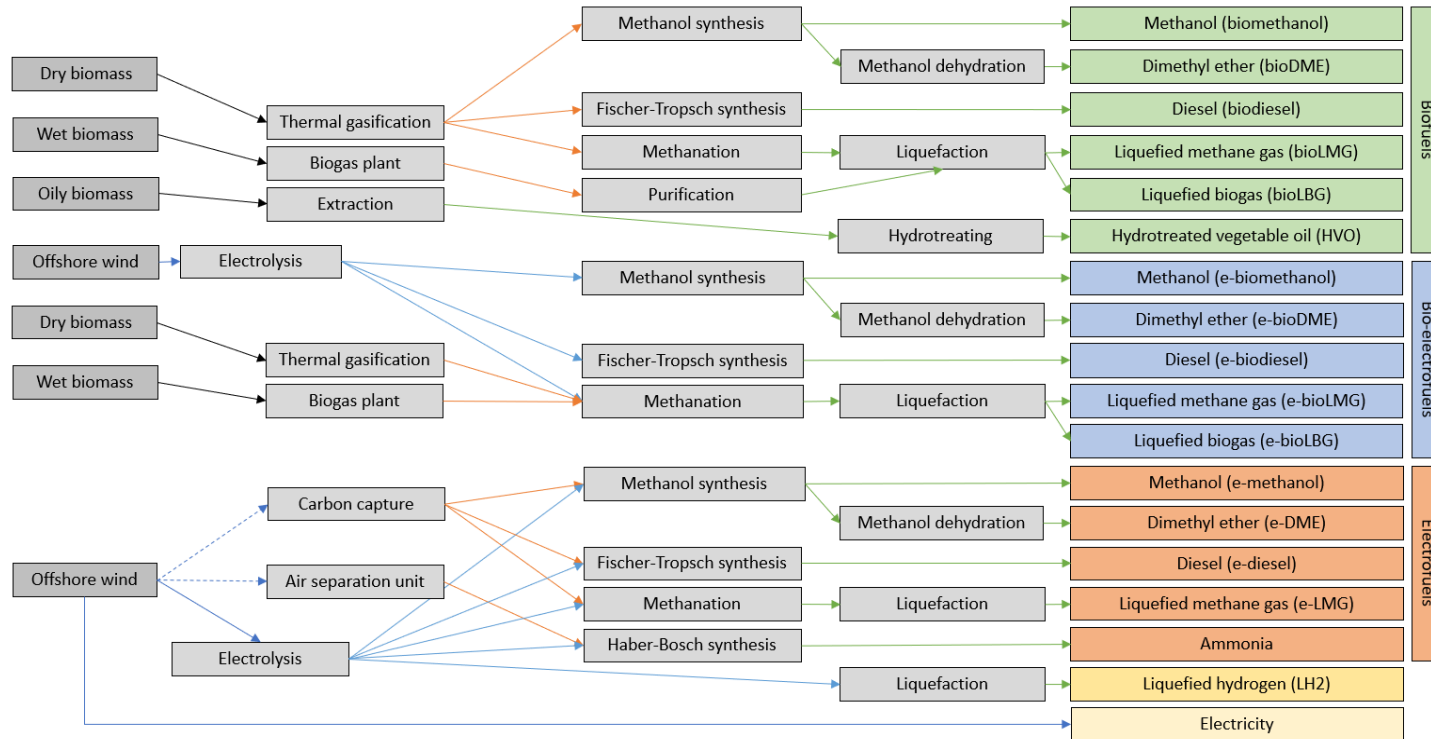 Methanol synthesis
Methanol (biomethanol)
Dry biomass
Methanol dehydration
Dimethyl ether (bioDME)
Thermal gasification
Fischer-Tropsch synthesis
Diesel (biodiesel)
Wet biomass
Biogas plant
Methanation
Liquefaction
Liquefied methane gas (bioLMG)
Oily biomass
Extraction
Purification
Liquefied biogas (bioLBG)
Hydrotreating
Hydrotreated vegetable oil (HVO)
Biofuels
Offshore wind
Electrolysis
Methanol synthesis
Methanol (e-biomethanol)
Dry biomass
Methanol dehydration
Dimethyl ether (e-bioDME)
Thermal gasification
Fischer-Tropsch synthesis
Diesel (e-biodiesel)
Wet biomass
Biogas plant
Methanation
Liquefaction
Liquefied methane gas (e-bioLMG)
Liquefied biogas (e-bioLBG)
Bio-electrofuels
Carbon capture
Methanol synthesis
Methanol (e-methanol)
Methanol dehydration
Dimethyl ether (e-DME)
Offshore wind
Air separation unit
Fischer-Tropsch synthesis
Diesel (e-diesel)
Methanation
Liquefaction
Liquefied methane gas (e-LMG)
Electrolysis
Haber-Bosch synthesis
Ammonia
Electrofuels
Liquefaction
Liquefied hydrogen (LH2)
Electricity